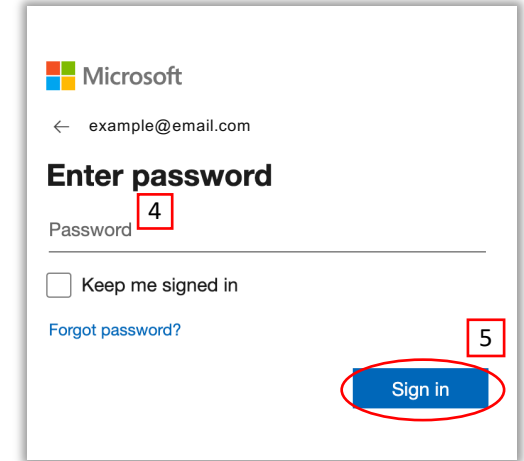 Microsoft
← example@email.com
Enter password
4
Password
Keep me signed in
Forgot password?
5
Sign in